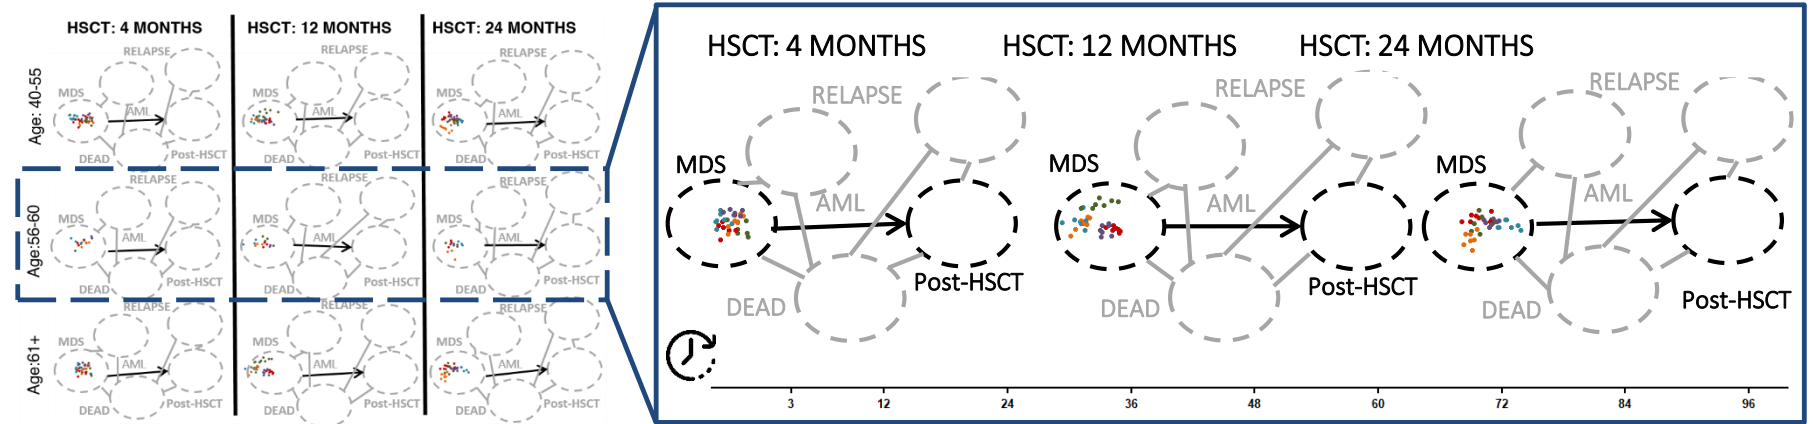 HSCT: 4 MONTHS
HSCT: 12 MONTHS
HSCT: 24 MONTHS
Age: 40-55
RELAPSE
MDS
AML
DEAD
Post-HSCT
RELAPSE
MDS
AML
DEAD
Post-HSCT
RELAPSE
MDS
AML
DEAD
Post-HSCT
Age:56-60
RELAPSE
MDS
AML
DEAD
Post-HSCT
RELAPSE
MDS
AML
DEAD
Post-HSCT
RELAPSE
MDS
AML
DEAD
Post-HSCT
Age:61+
RELAPSE
MDS
AML
DEAD
Post-HSCT
RELAPSE
MDS
AML
DEAD
Post-HSCT
RELAPSE
MDS
AML
DEAD
Post-HSCT
HSCT: 4 MONTHS
HSCT: 12 MONTHS
HSCT: 24 MONTHS
RELAPSE
MDS
AML
DEAD
Post-HSCT
RELAPSE
MDS
AML
DEAD
Post-HSCT
RELAPSE
MDS
AML
DEAD
Post-HSCT
3 12 24 36 48 60 72 84 96